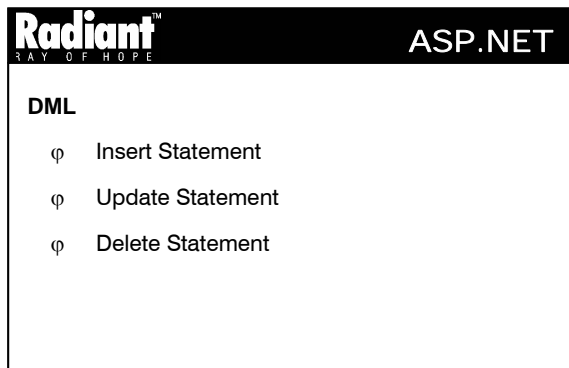 Radiant™
RAY OF HOPE
ASP.NET
DML
φ Insert Statement
φ Update Statement
φ Delete Statement